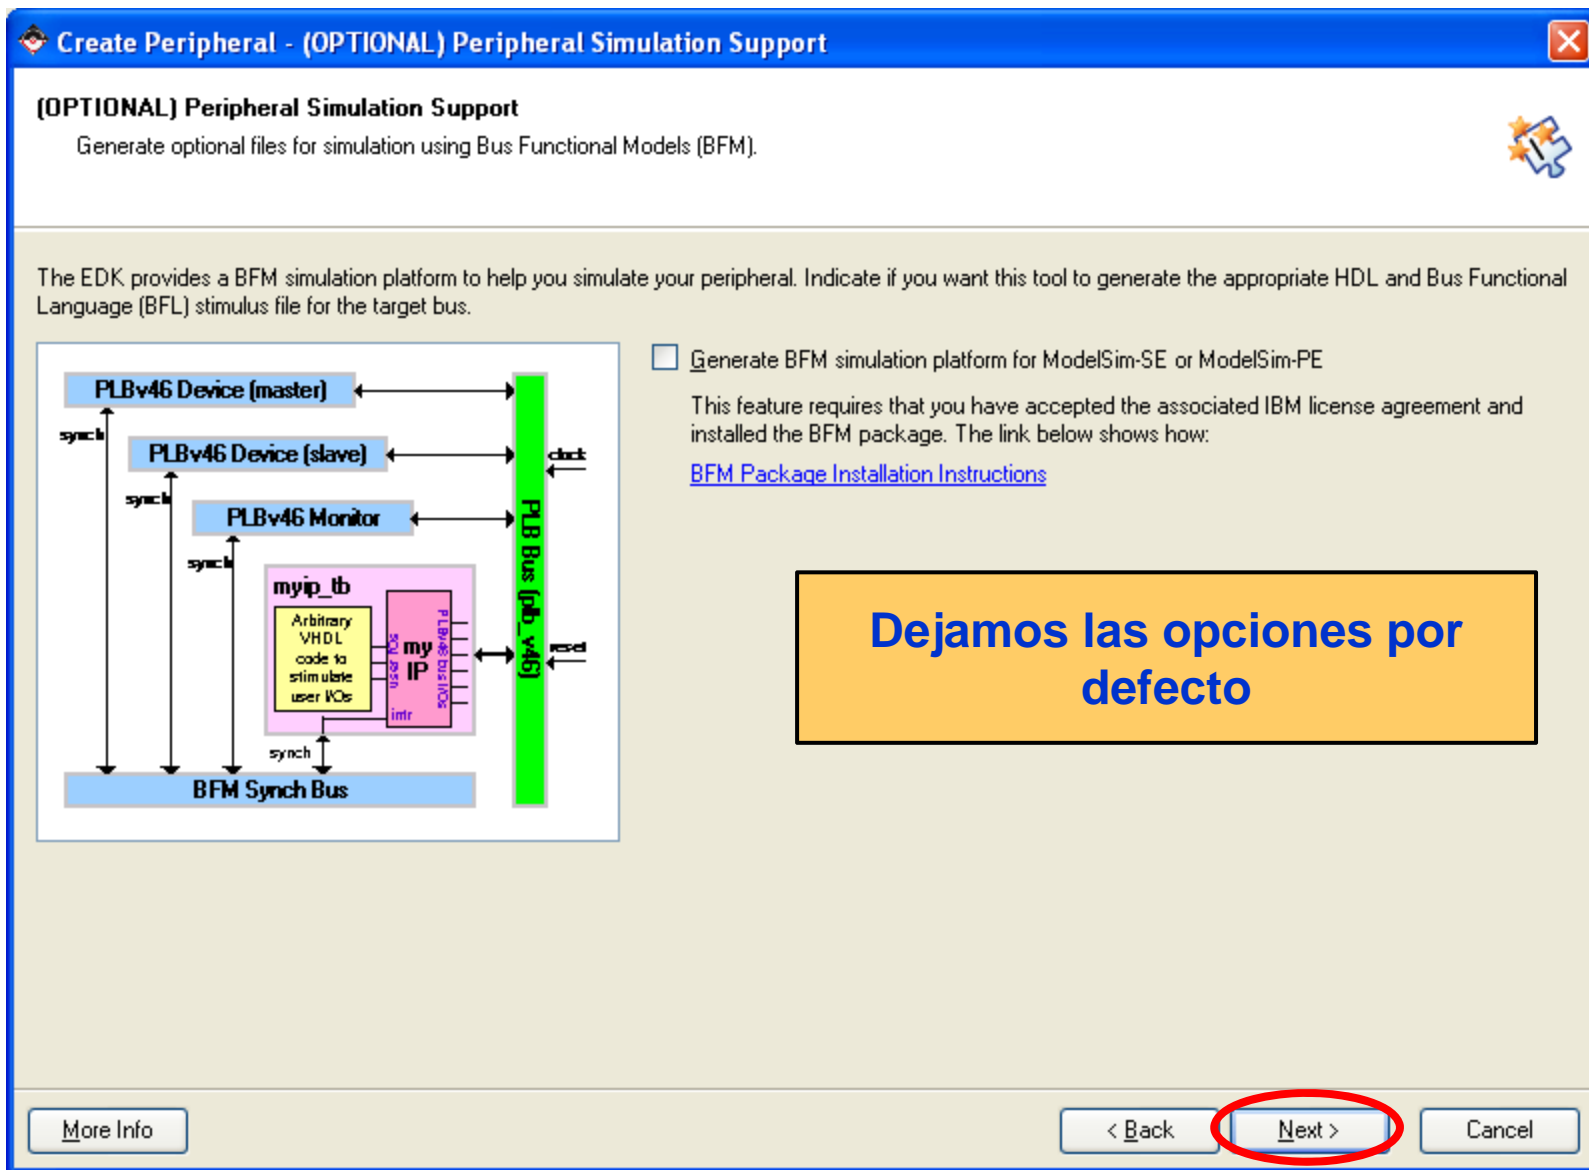 Create Peripheral - (OPTIONAL) Peripheral Simulation Support
(OPTIONAL) Peripheral Simulation Support
Generate optional files for simulation using Bus Functional Models (BFM).
The EDK provides a BFM simulation platform to help you simulate your peripheral. Indicate if you want this tool to generate the appropriate HDL and Bus Functional
Language (BFL) stimulus file for the target bus.
Generate BFM simulation platform for ModelSim-SE or ModelSim-PE
This feature requires that you have accepted the associated IBM license agreement and
installed the BFM package. The link below shows how:
BFM Package Installation Instructions
PLBv46 Device (master)
synch
PLBv46 Device (slave)
clock
synch
PLBv46 Monitor
synch
PLB Bus (plb_v46)
myip_tb
Arbitrary
VHDL
code to
stimulate
user I/Os
my
IP
PLBv46 bus I/Os
intr
reset
synch
BFM Synch Bus
Dejamos las opciones por
defecto
More Info
< Back
Next >
Cancel